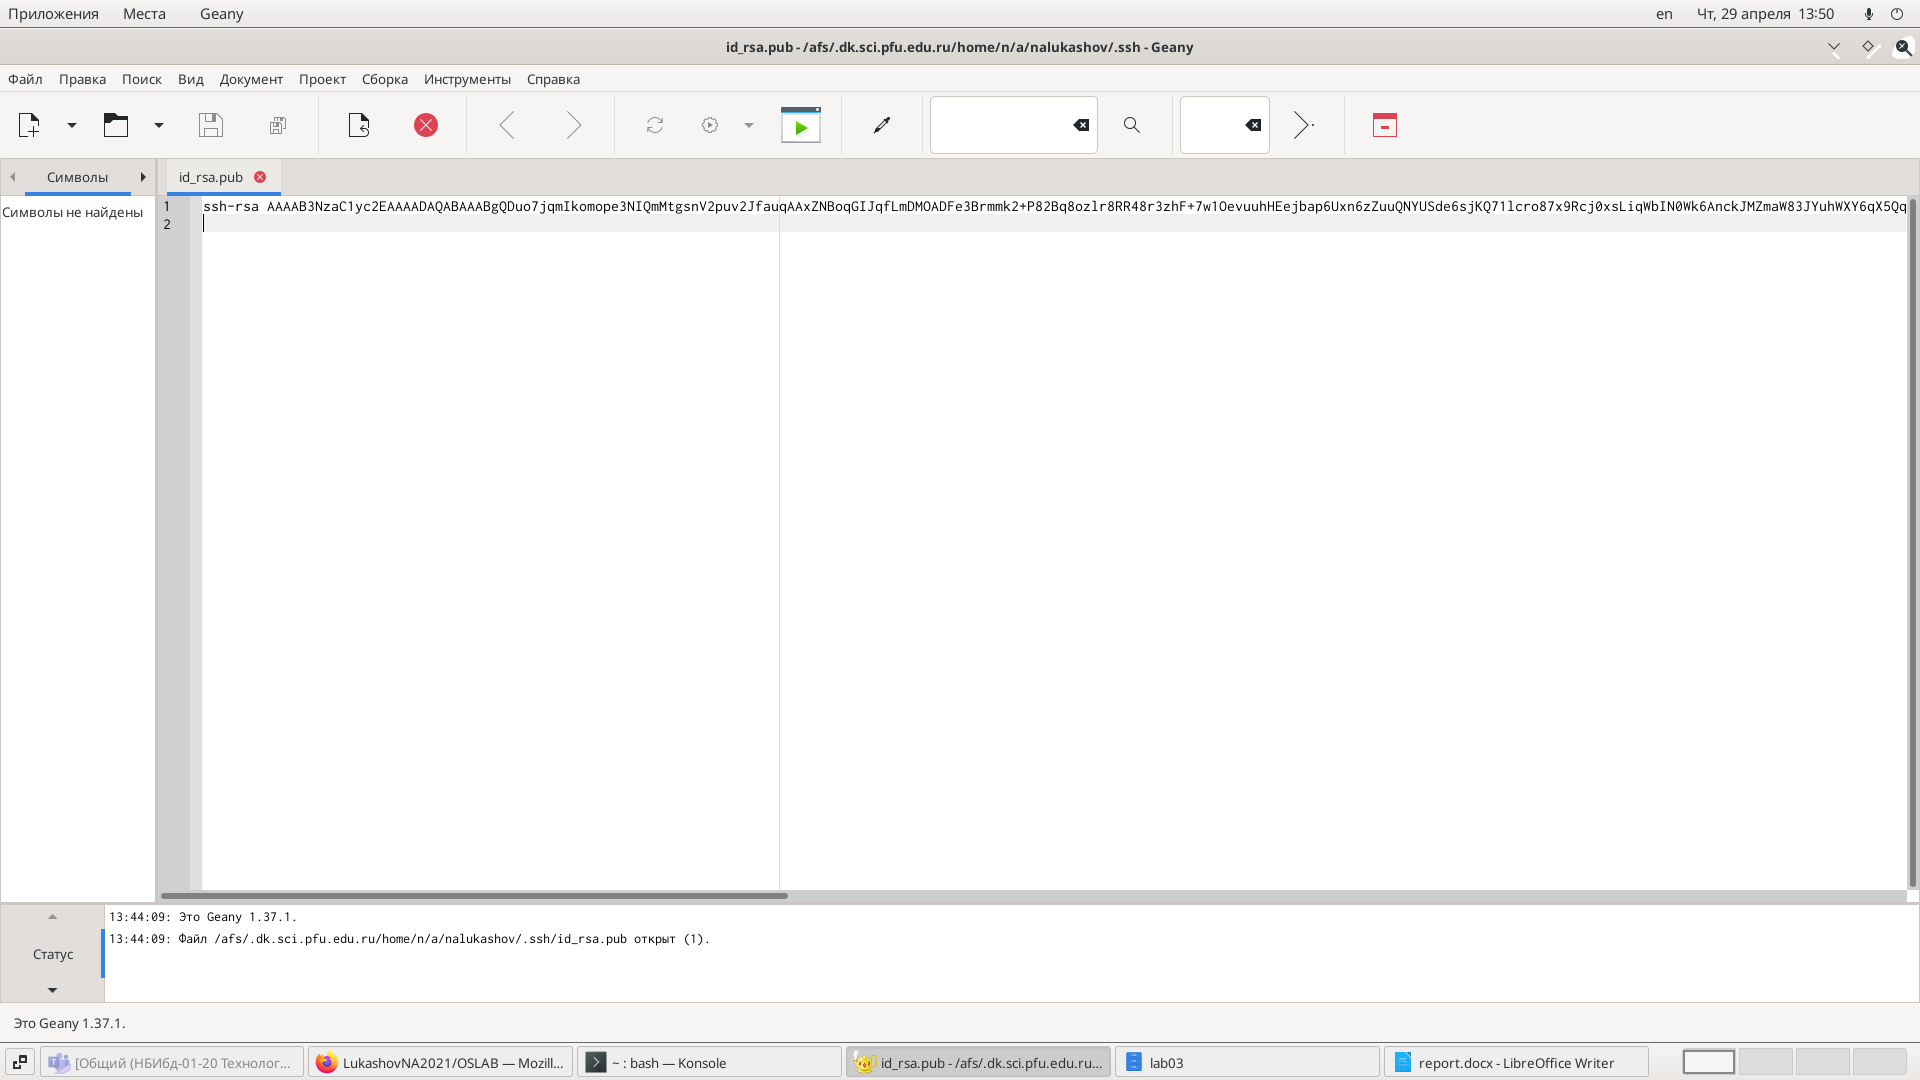 Приложения Места Geany en Чт, 29 апреля 13:50
id_rsa.pub - /afs/.dk.sci.pfu.edu.ru/home/n/a/nalukashov/.ssh - Geany
Файл Правка Поиск Вид Документ Проект Сборка Инструменты Справка
Символы id_rsa.pub
Символы не найдены
1 ssh-rsa AAAAB3NzaC1yc2EAAAADAQABAAABgQDuo7jqmIkomope3NIQmMtgsnV2puv2JfauqAAxZNBoqGIJqfLmDMOADFe3Brmmk2+P82Bq8ozlr8RR48r3zhF+7w1OevuuhHEejbap6Uxn6zZuuQNYUSde6sjKQ71lcro87x9Rcj0xsLiqWbIN0Wk6AnckJMZmaW83JYuhWXY6qX5Qq
2
13:44:09: Это Geany 1.37.1.
13:44:09: Файл /afs/.dk.sci.pfu.edu.ru/home/n/a/nalukashov/.ssh/id_rsa.pub открыт (1).
Статус
Это Geany 1.37.1.
[Общий (НБИбд-01-20 Технолог... LukashovNA2021/OSLAB — Mozill... ~ : bash — Konsole id_rsa.pub - /afs/.dk.sci.pfu.edu.ru... lab03 report.docx - LibreOffice Writer